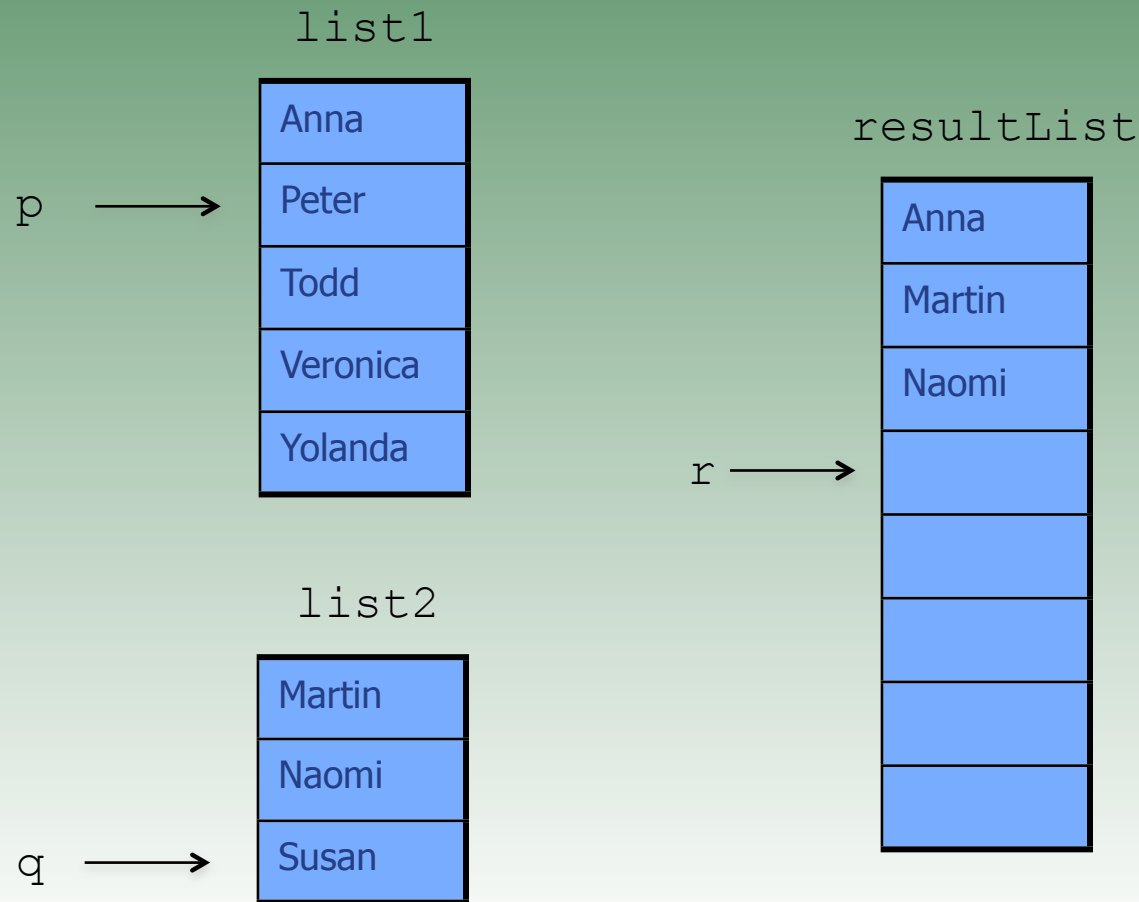 list1
Anna
p
Peter
Todd
Veronica
Yolanda
list2
Martin
Naomi
q
Susan
resultList
Anna
Martin
Naomi
r